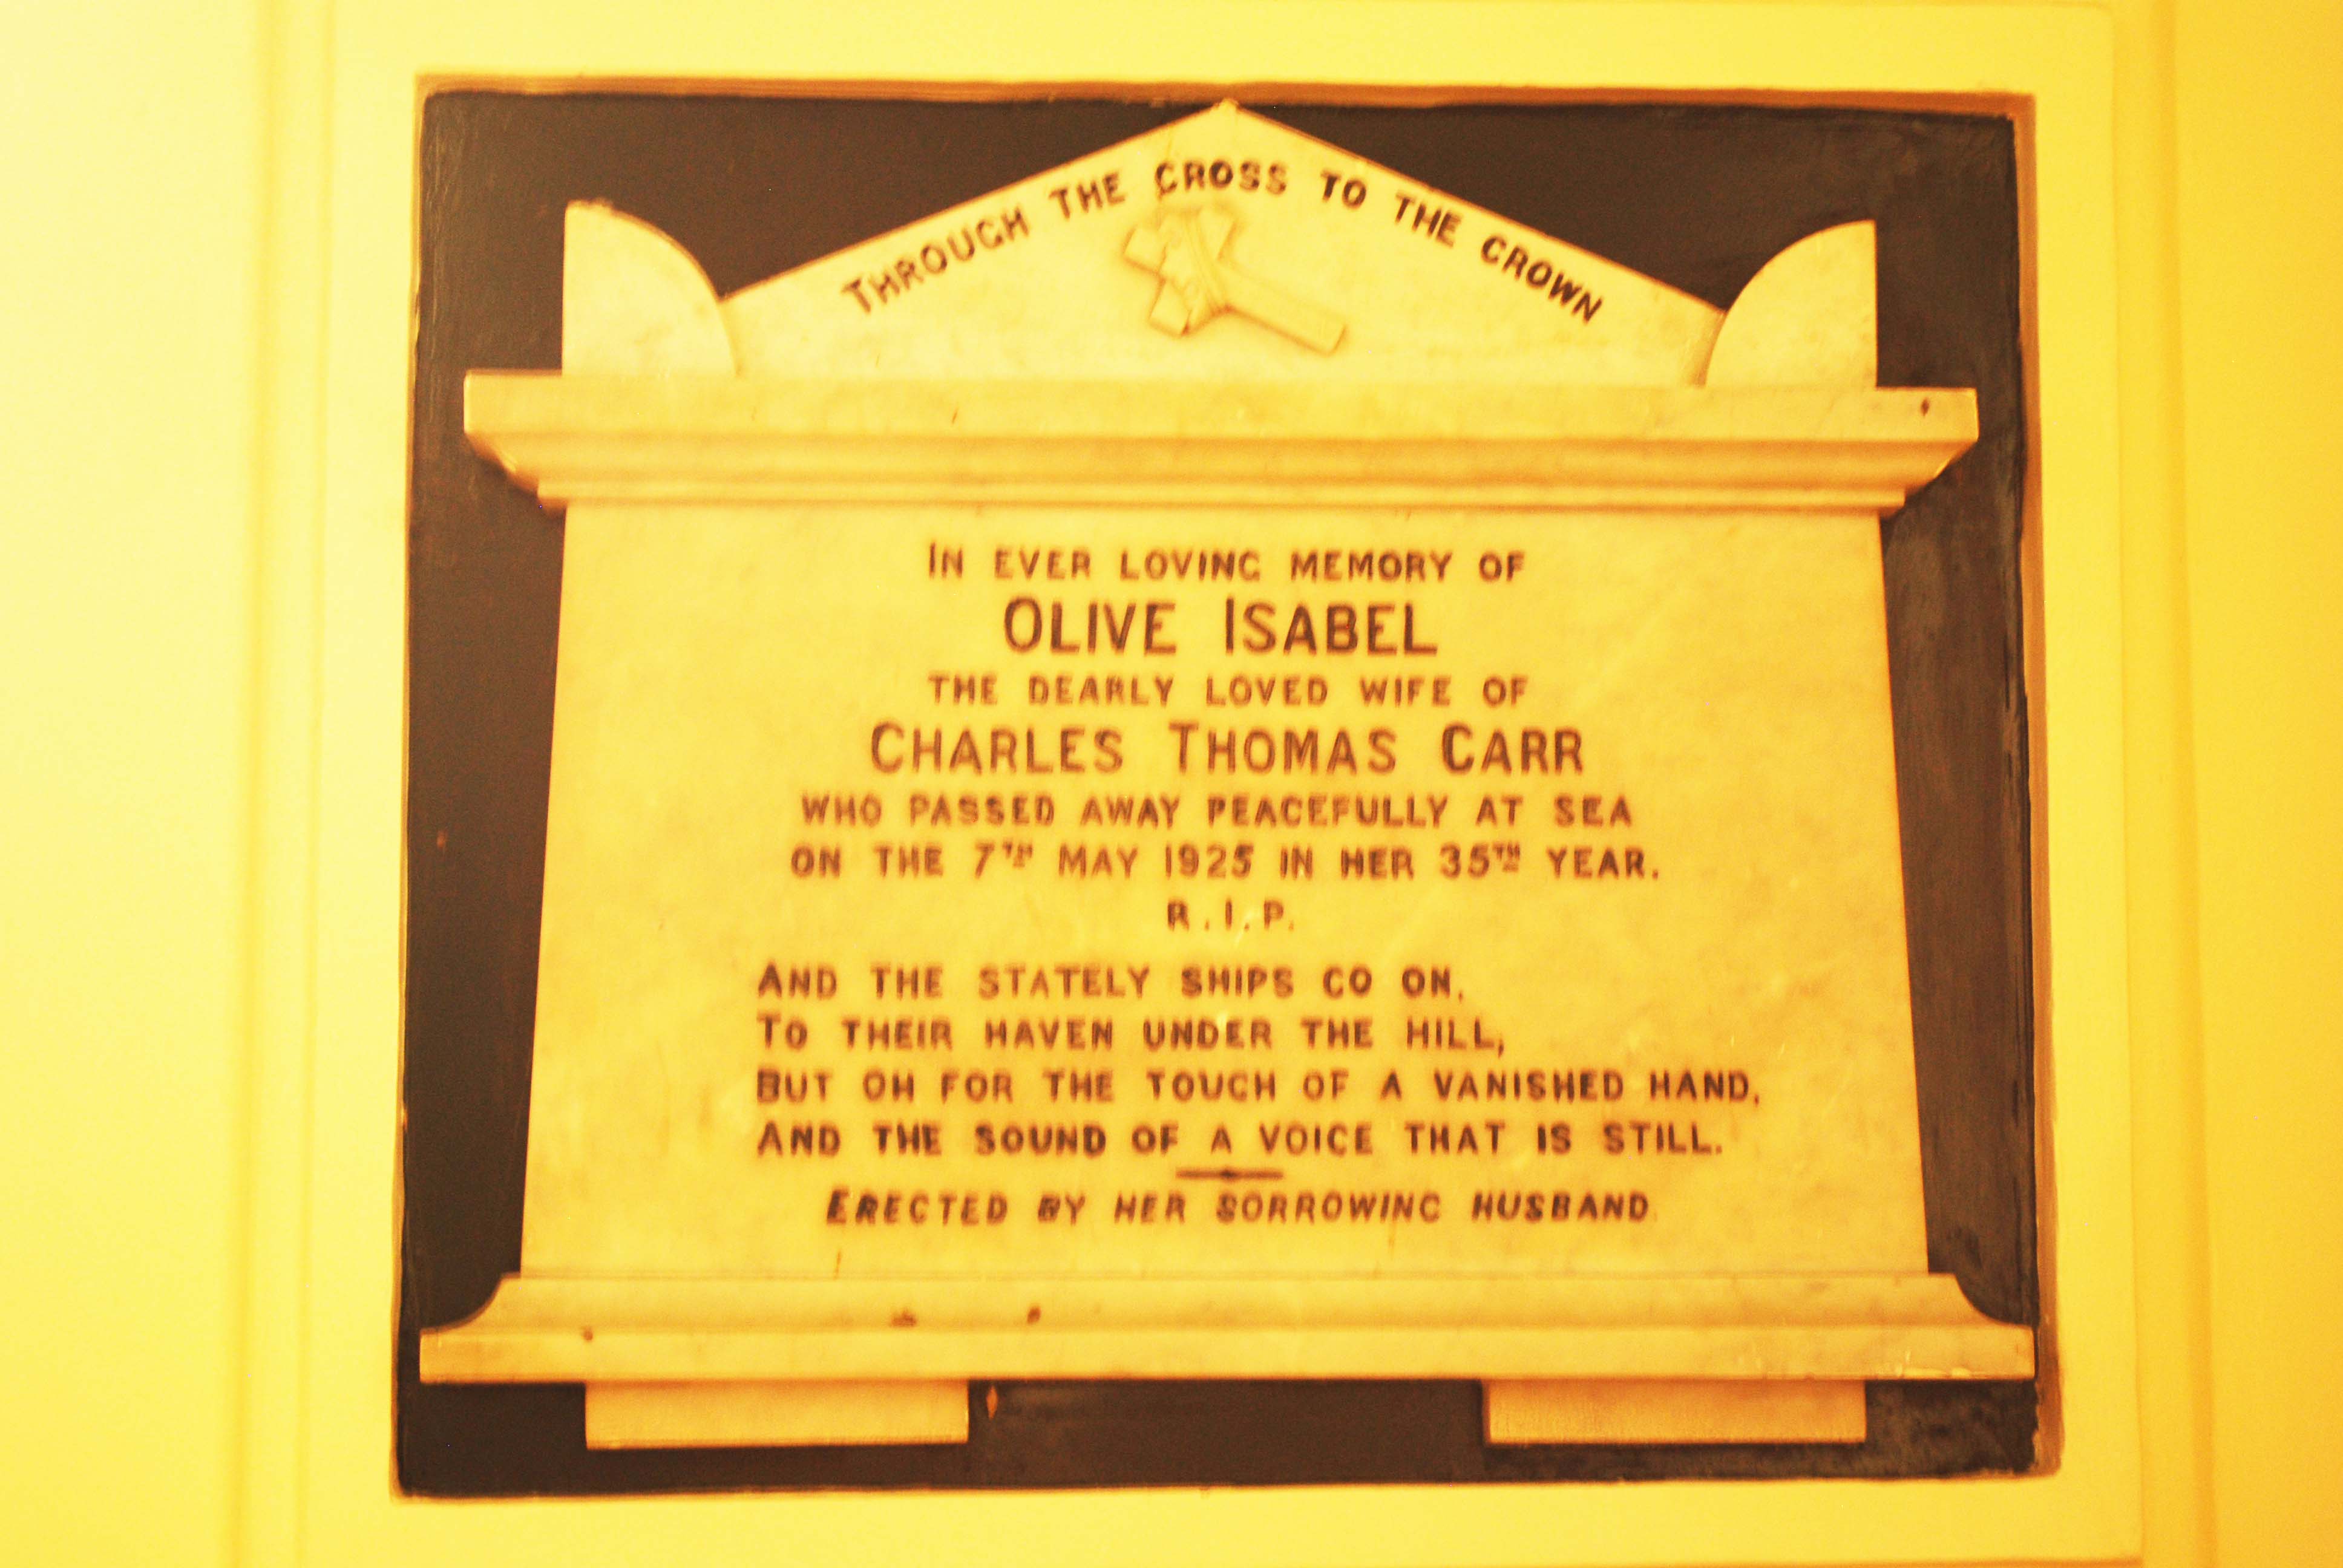 THROUGH THE CROSS TO THE CROWN
IN EVER LOVING MEMORY OF
OLIVE ISABEL
THE DEARLY LOVED WIFE OF
CHARLES THOMAS CARR
WHO PASSED AWAY PEACEFULLY AT SEA
ON THE 7TH MAY 1925 IN HER 35TH YEAR.
R.I.P.
AND THE STATELY SHIPS GO ON,
TO THEIR HAVEN UNDER THE HILL,
BUT OH FOR THE TOUCH OF A VANISHED HAND,
AND THE SOUND OF A VOICE THAT IS STILL.
ERECTED BY HER SORROWING HUSBAND